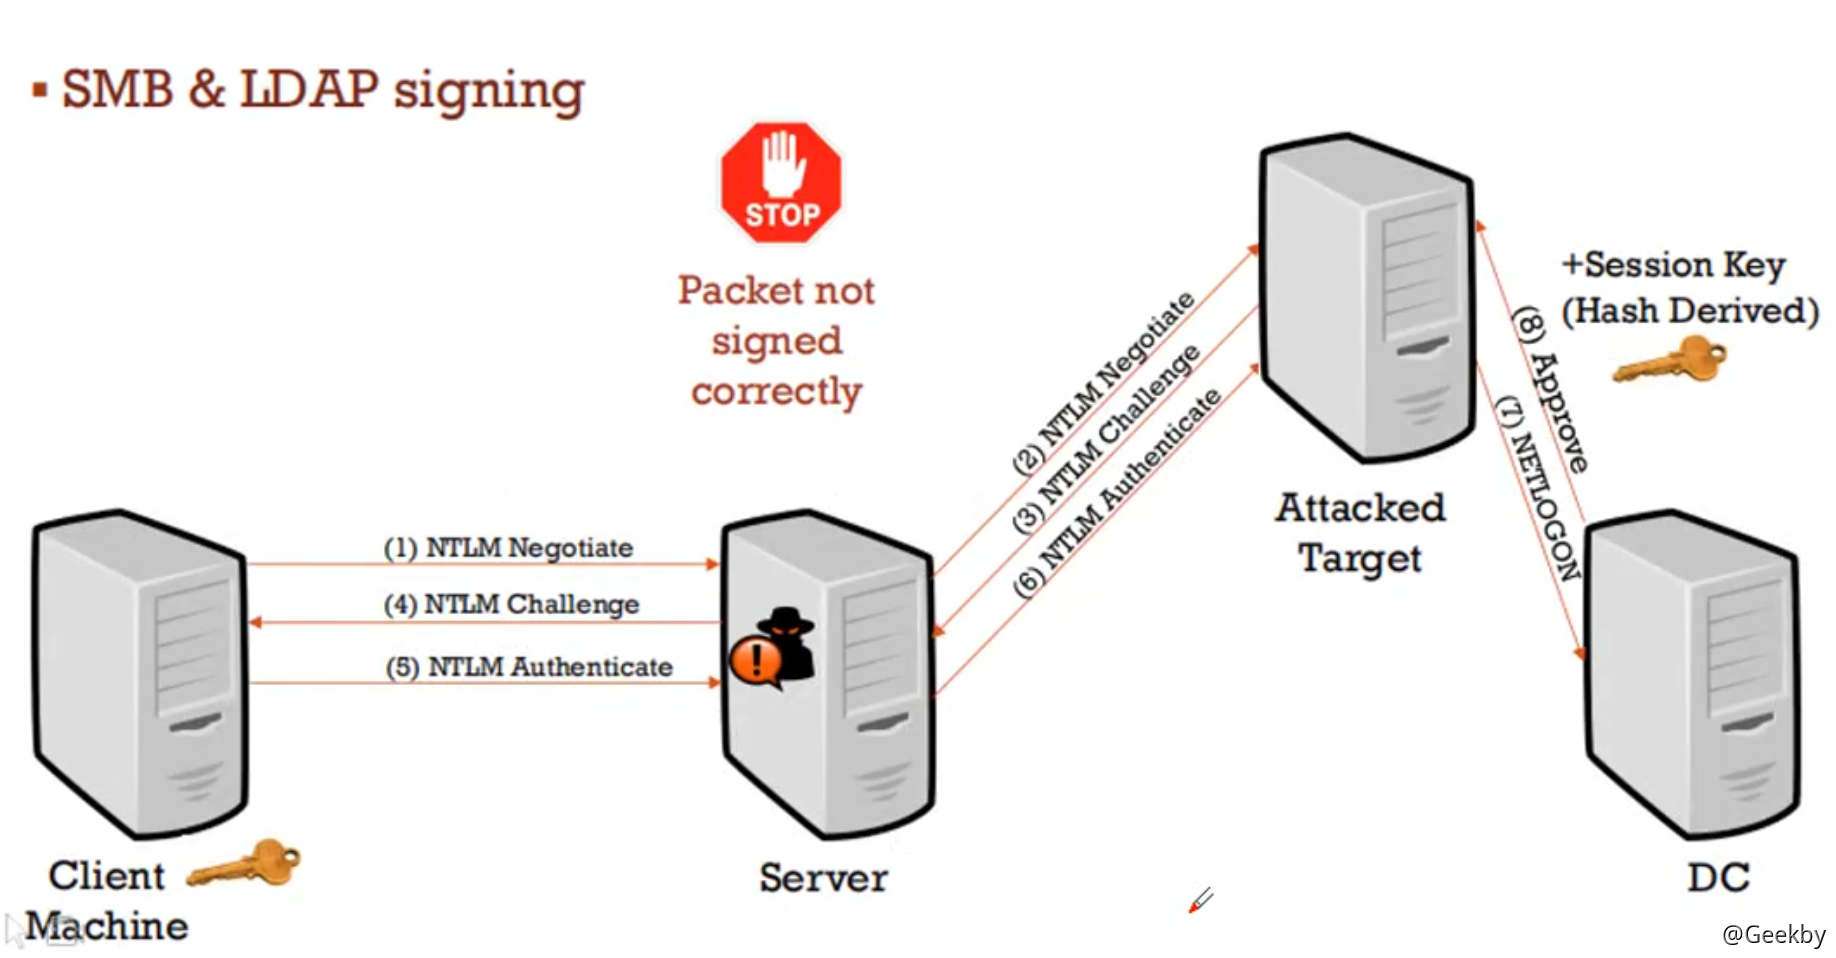 SMB & LDAP signing
STOP
Packet not
signed
correctly
+Session Key
(Hash Derived)
(2) NTLM Negotiate
(3) NTLM Challenge
(6) NTLM Authenticate
(8) Approve
(7) NETLOGON
Attacked
Target
(1) NTLM Negotiate
(4) NTLM Challenge
(5) NTLM Authenticate
!
Client
Machine
Server
DC
@Geekby